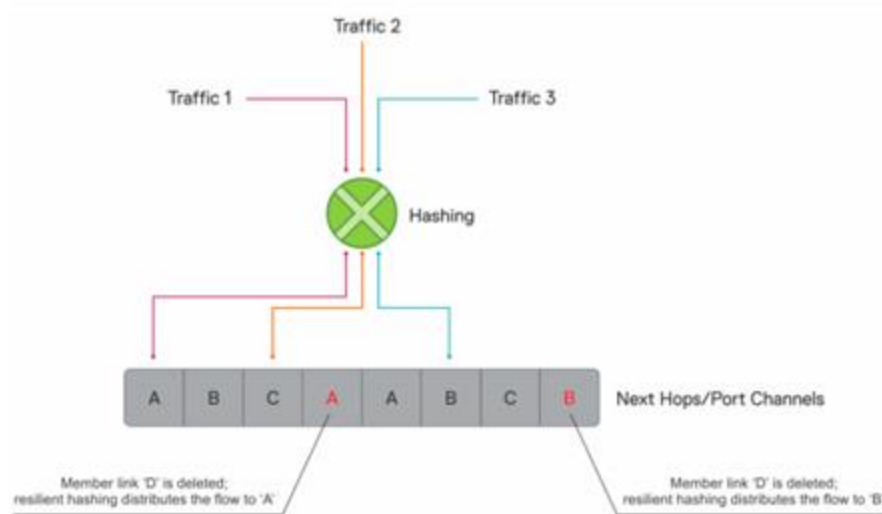 Traffic 2
Traffic 1
Traffic 3
Hashing
A B C A A B C B
Next Hops/Port Channels
Member link 'D' is deleted;
resilient hashing distributes the flow to 'A'
Member link 'D' is deleted;
resilient hashing distributes the flow to 'B'